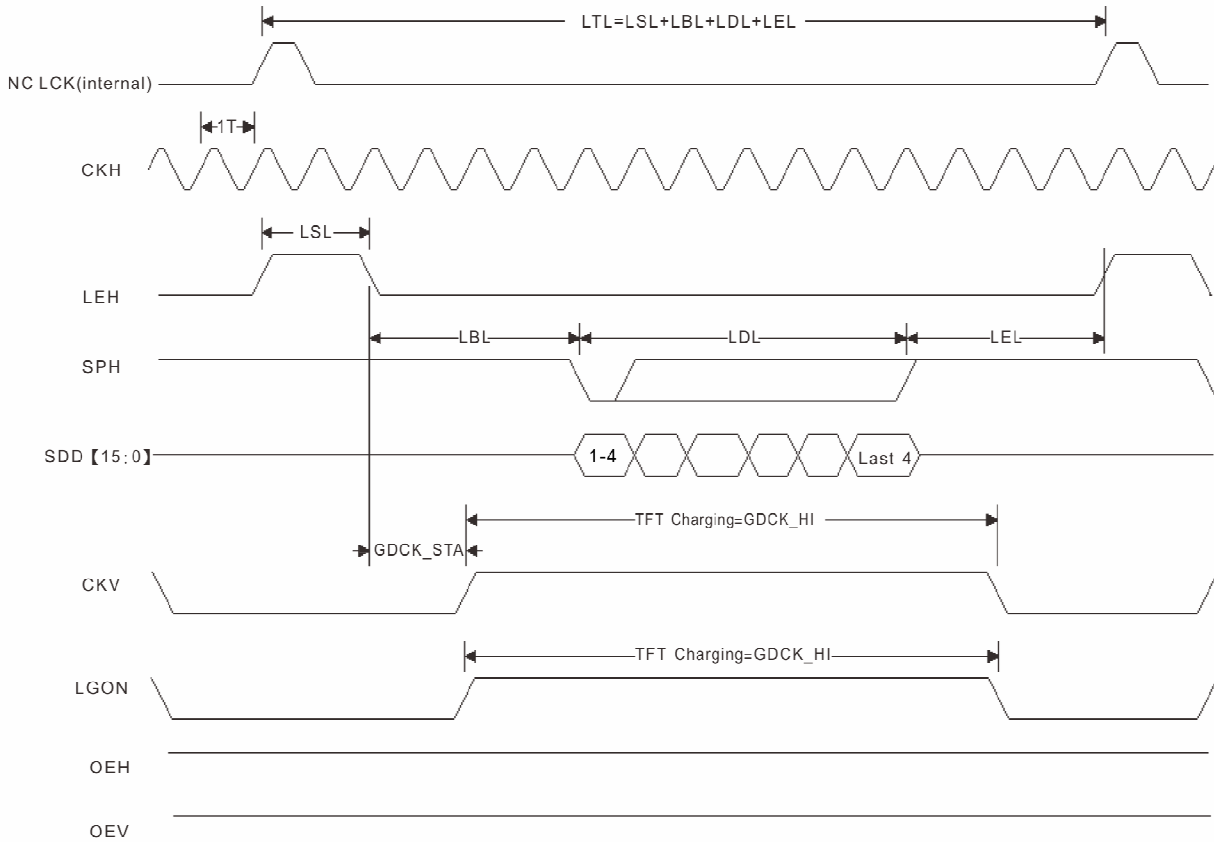 LTL=LSL+LBL+LDL+LEL
NC LCK(internal)
1T
CKH
LSL
LEH
LBL
LDL
LEL
SPH
SDD【15:0】
1-4
Last 4
TFT Charging=GDCK_HI
GDCK_STA
CKV
TFT Charging=GDCK_HI
LGON
OEH
OEV